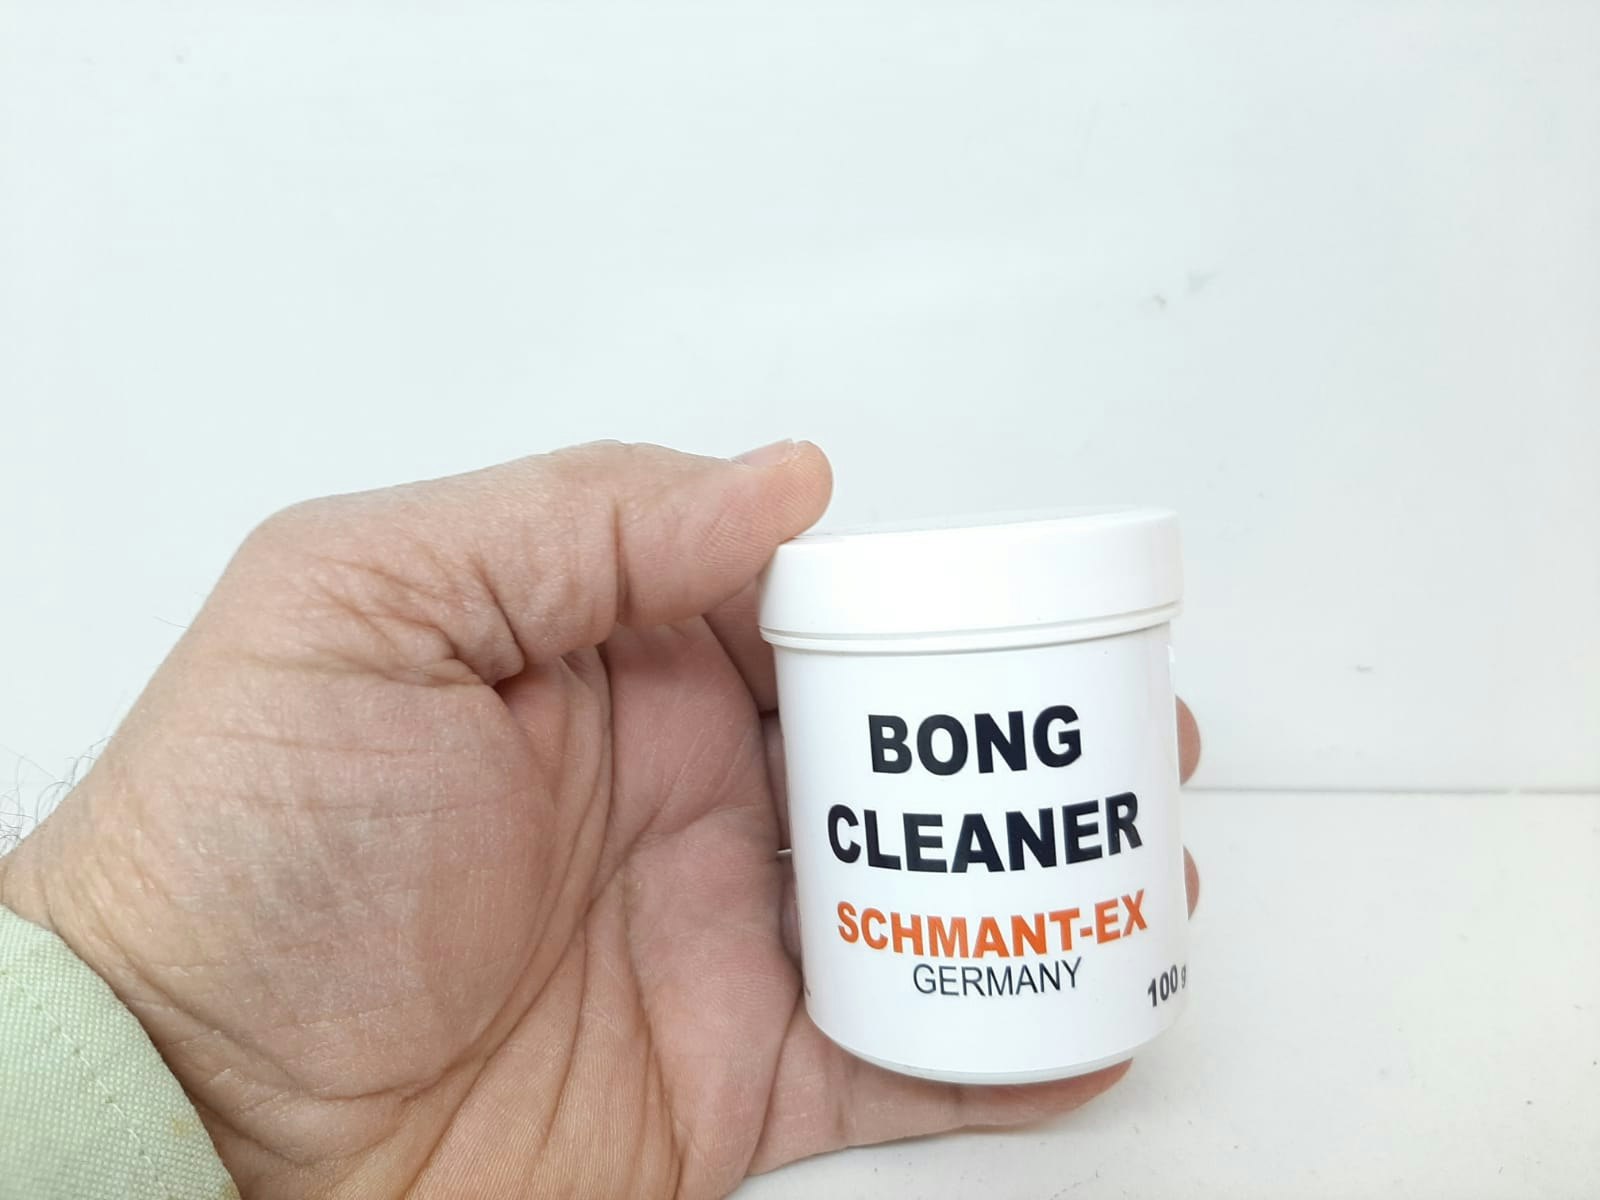 BONG
CLEANER
SCHMANT-EX
GERMANY
100 g